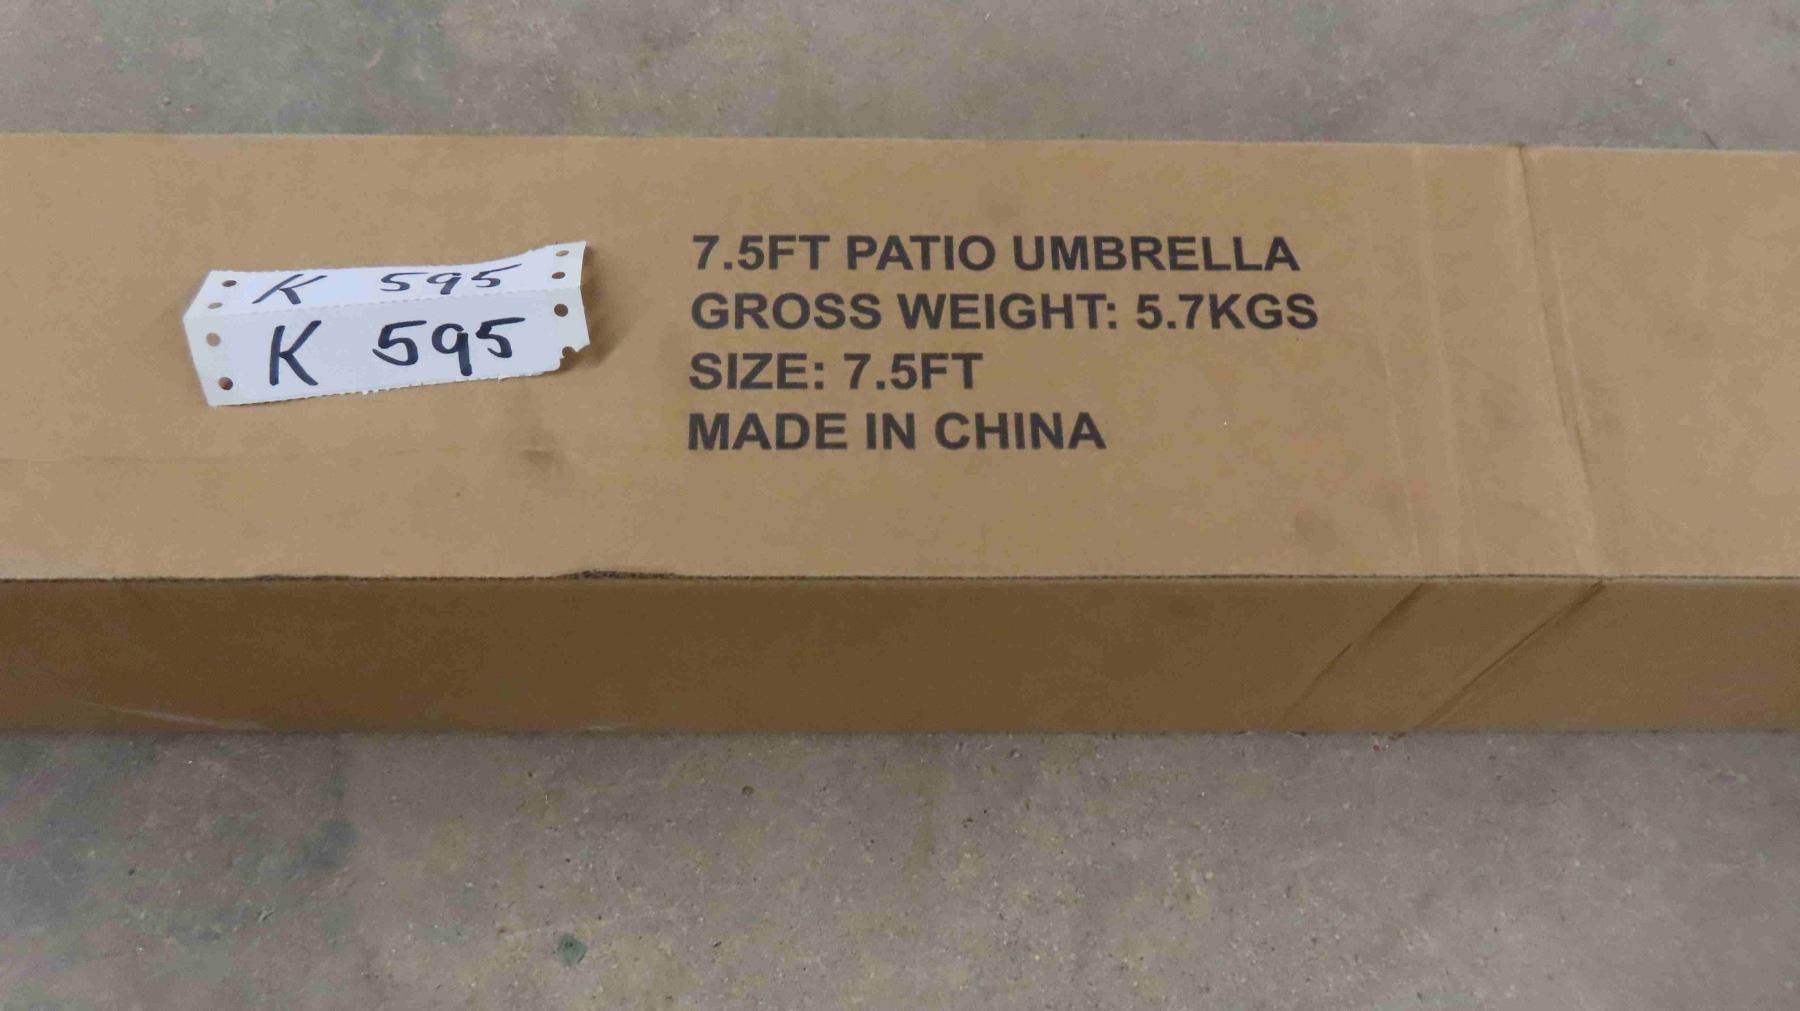 K 595
K 595
7.5FT PATIO UMBRELLA
GROSS WEIGHT: 5.7KGS
SIZE: 7.5FT
MADE IN CHINA